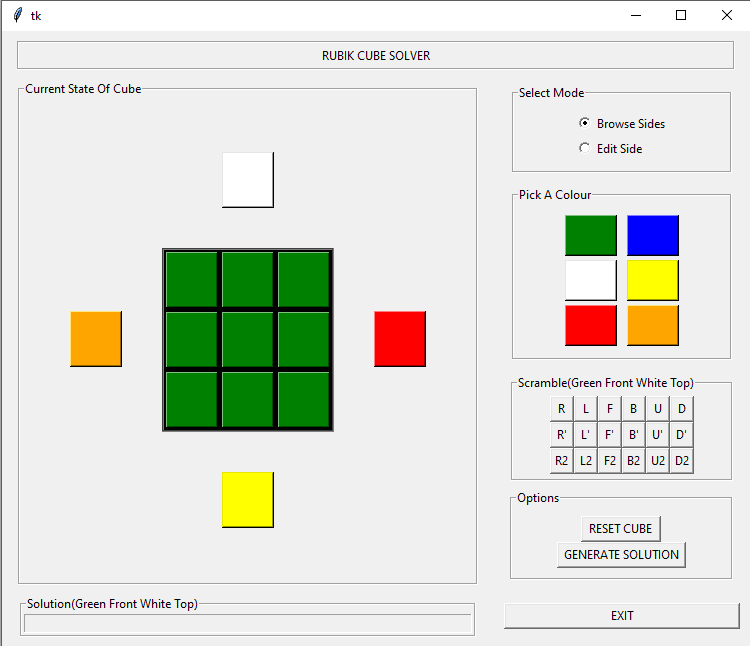 tk
RUBIK CUBE SOLVER
Current State Of Cube
Select Mode
Browse Sides
Edit Side
Pick A Colour
Scramble(Green Front White Top)
R L F B U D
R' L' F' B' U' D'
R2 L2 F2 B2 U2 D2
Options
RESET CUBE
GENERATE SOLUTION
Solution(Green Front White Top)
EXIT